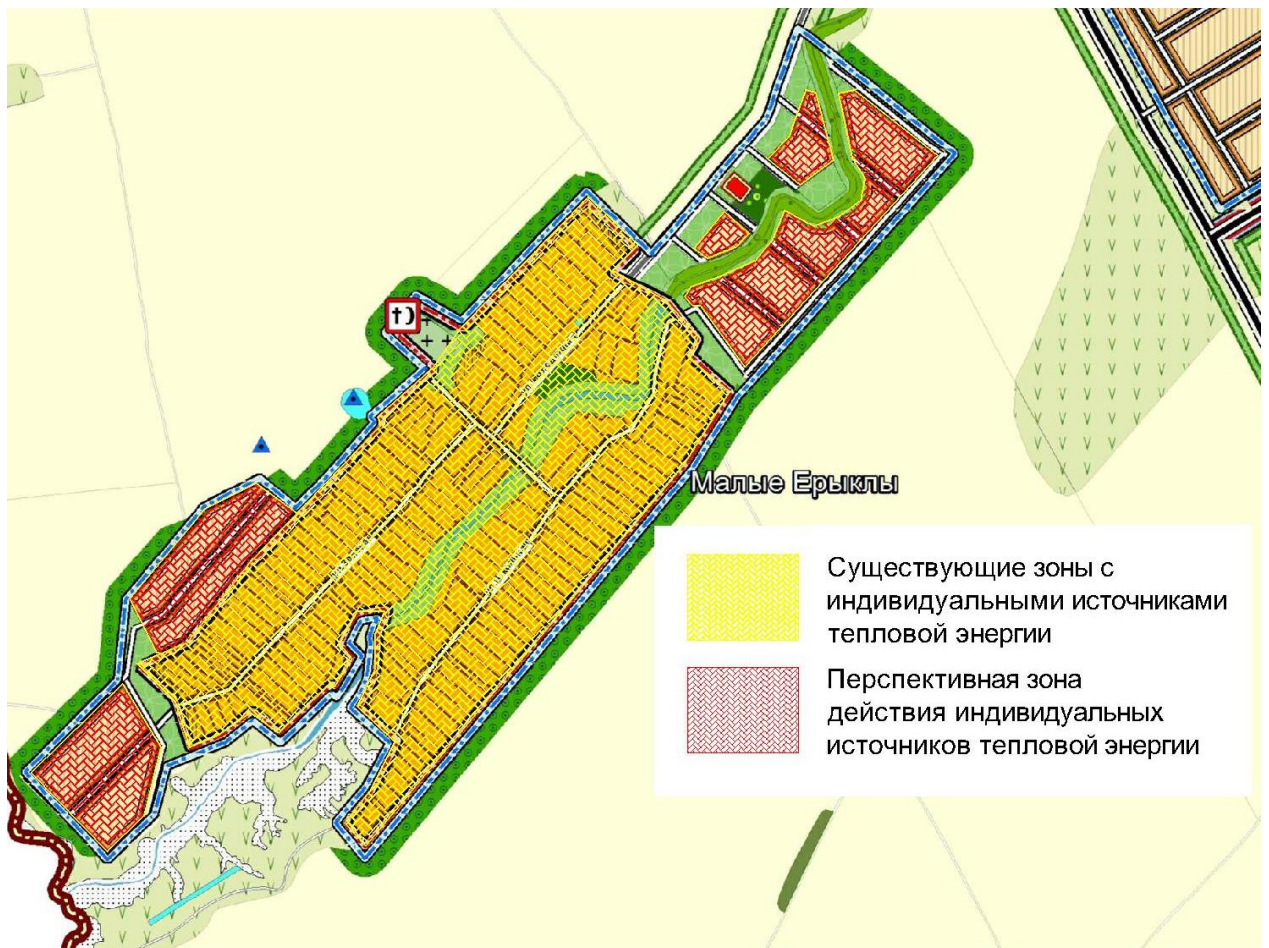 Малые Ерыклы
Существующие зоны с
индивидуальными источниками
тепловой энергии
Перспективная зона
действия индивидуальных
источников тепловой энергии